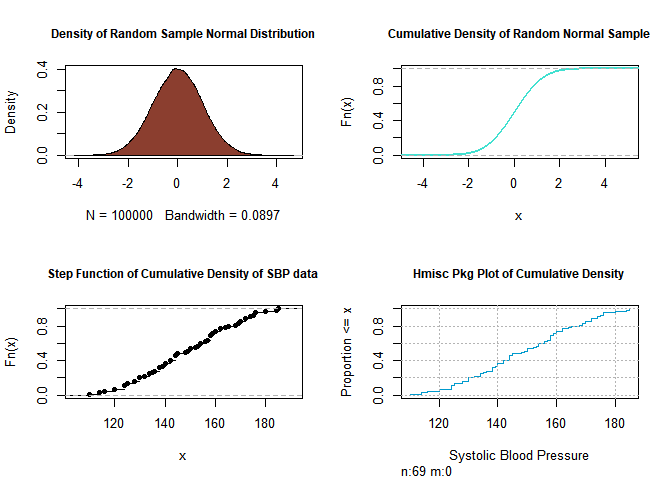 Density of Random Sample Normal Distribution
Cumulative Density of Random Normal Sample
Density
0.0 0.2 0.4
-4 -2 0 2 4
N = 100000 Bandwidth = 0.0897
Fn(x)
0.0 0.4 0.8
-4 -2 0 2 4
x
Step Function of Cumulative Density of SBP data
Hmisc Pkg Plot of Cumulative Density
Fn(x)
0.0 0.4 0.8
120 140 160 180
x
Proportion <= x
0.0 0.4 0.8
120 140 160 180
Systolic Blood Pressure
n:69 m:0